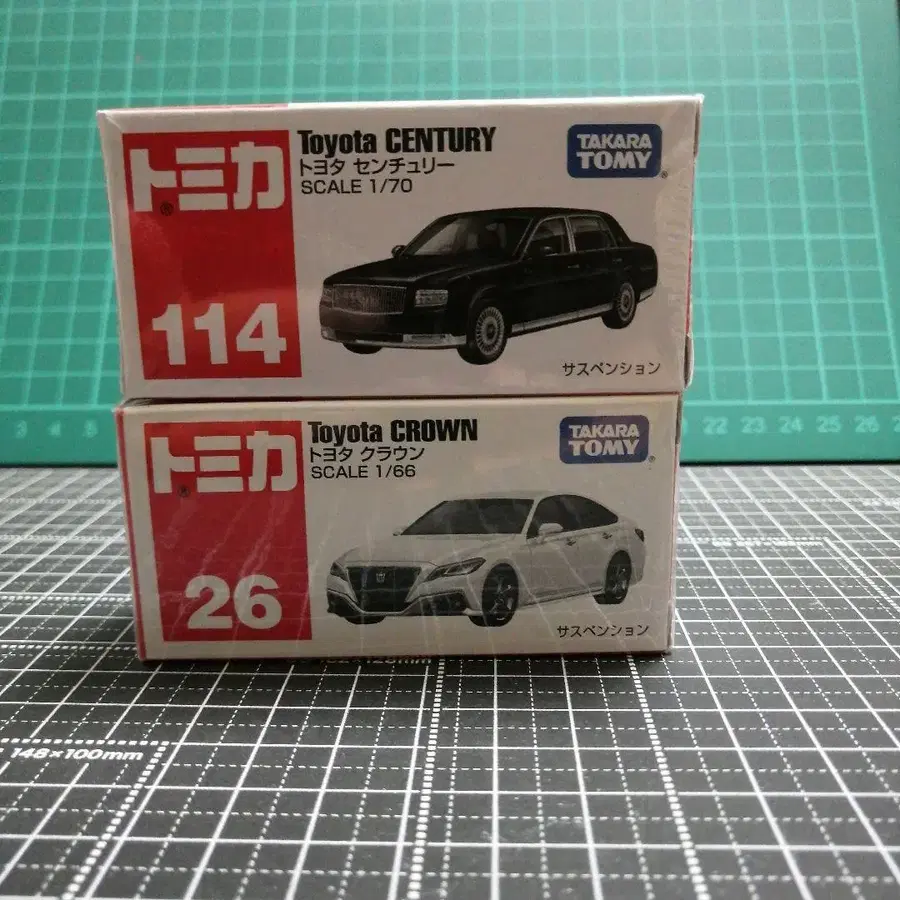 トミカ®
114
Toyota CENTURY
トヨタ センチュリー
SCALE 1/70
TAKARA
TOMY®
サスペンション
トミカ®
26
Toyota CROWN
トヨタ クラウン
SCALE 1/66
TAKARA
TOMY®
サスペンション
3 4 5
22 23 24 25 26
148×100mm